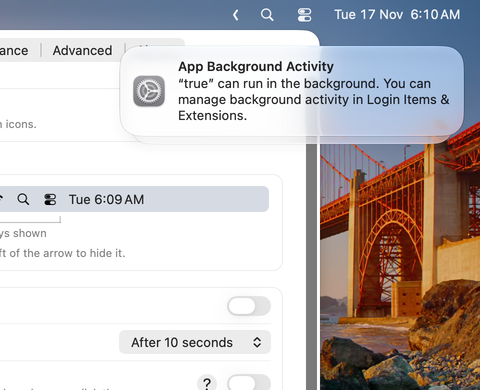 Tue 17 Nov 6:10 AM
ance
Advanced
App Background Activity
“true” can run in the background. You can
manage background activity in Login Items &
Extensions.
icons.
Tue 6:09 AM
ys shown
ft of the arrow to hide it.
After 10 seconds
?